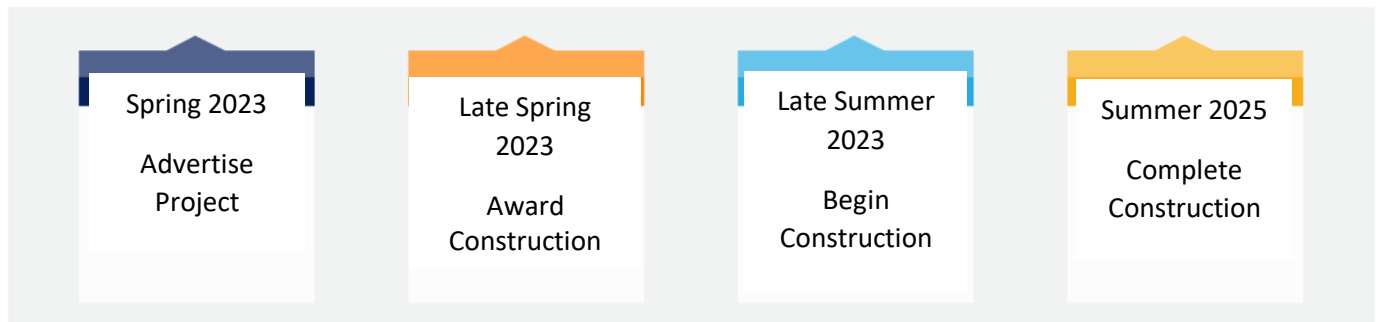 Spring 2023
Advertise
Project
Late Spring
2023
Award
Construction
Late Summer
2023
Begin
Construction
Summer 2025
Complete
Construction